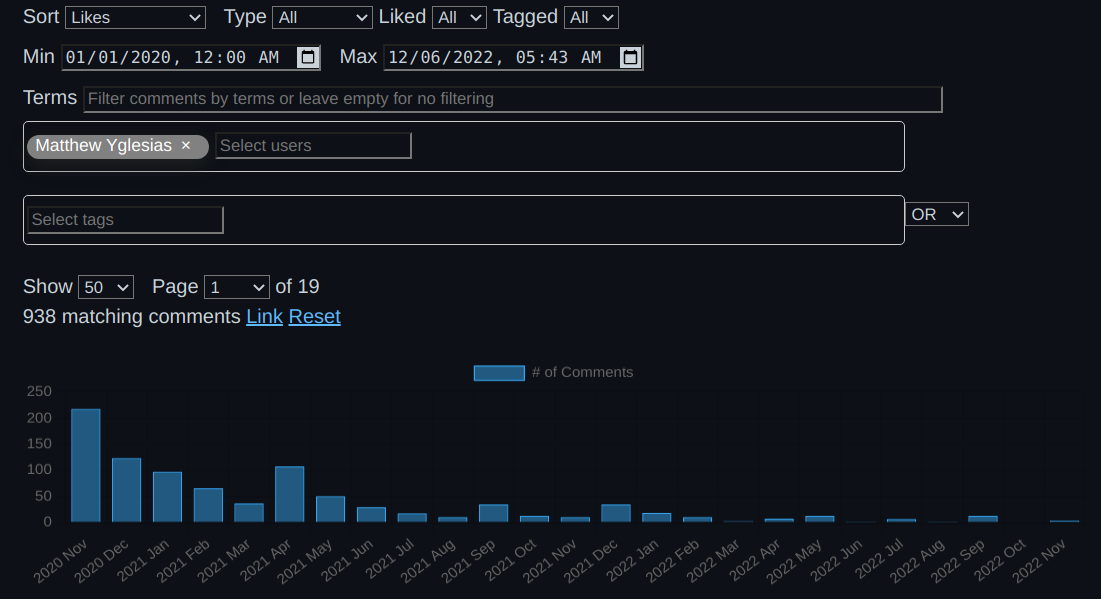 Sort Likes Type All Liked All Tagged All
Min 01/01/2020, 12:00 AM Max 12/06/2022, 05:43 AM
Terms Filter comments by terms or leave empty for no filtering
Matthew Yglesias × Select users
Select tags OR
Show 50 Page 1 of 19
938 matching comments Link Reset
# of Comments
250
200
150
100
50
0
2020 Nov 2020 Dec 2021 Jan 2021 Feb 2021 Mar 2021 Apr 2021 May 2021 Jun 2021 Jul 2021 Aug 2021 Sep 2021 Oct 2021 Nov 2021 Dec 2022 Jan 2022 Feb 2022 Mar 2022 Apr 2022 May 2022 Jun 2022 Jul 2022 Aug 2022 Sep 2022 Oct 2022 Nov